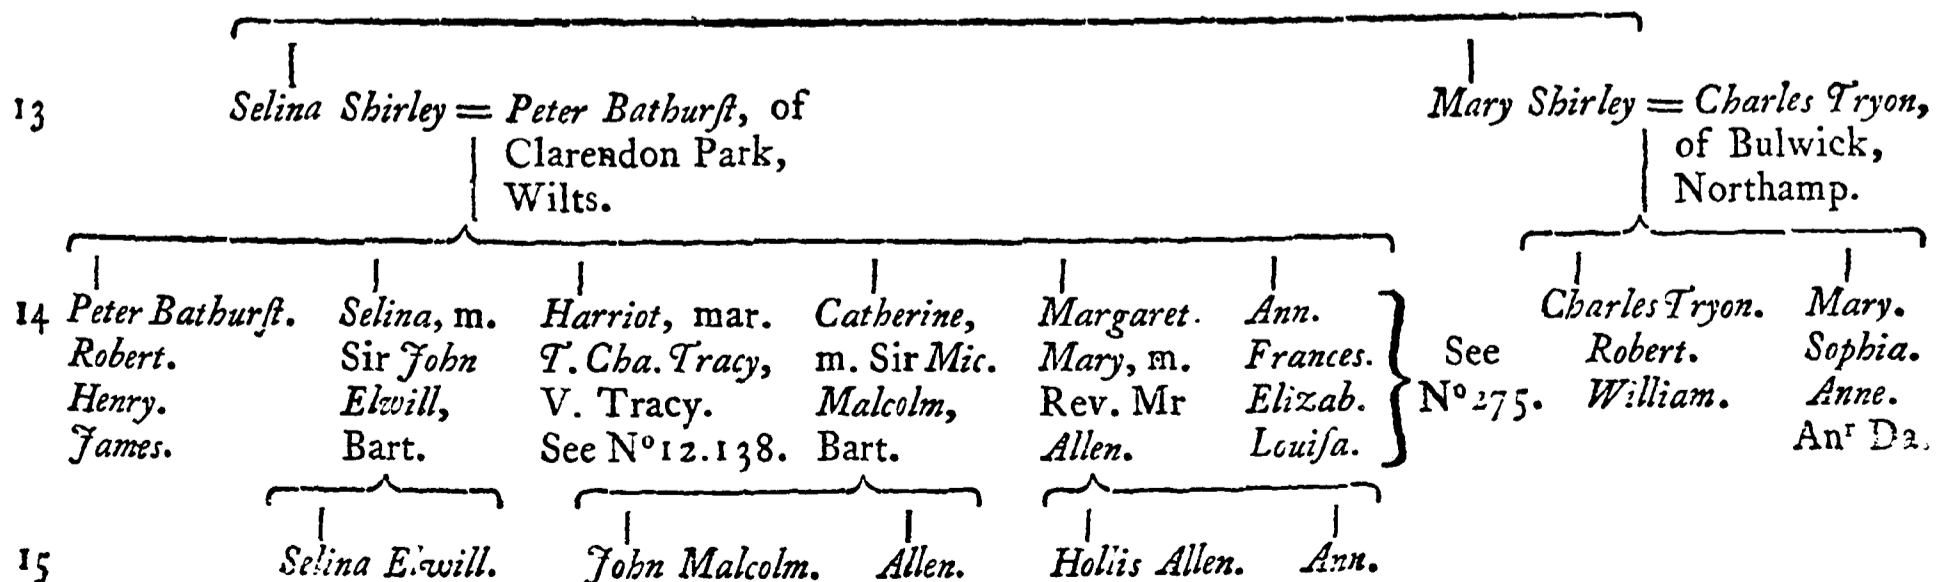 13 Selina Shirley = Peter Bathurſt, of Mary Shirley = Charles Tryon,
Clarendon Park, of Bulwick,
Wilts. Northamp.
14 Peter Bathurſt. Selina, m. Harriot, mar. Catherine, Margaret. Ann. Charles Tryon. Mary.
Robert. Sir John T. Cha. Tracy, m. Sir Mic. Mary, m. Frances. See Robert. Sophia.
Henry. Elwill, V. Tracy. Malcolm, Rev. Mr Elizab. Nº 275. William. Anne.
James. Bart. See Nº 12.138. Bart. Allen. Louiſa. Anʳ Da.
15 Selina Elwill. John Malcolm. Allen. Hollis Allen. Ann.